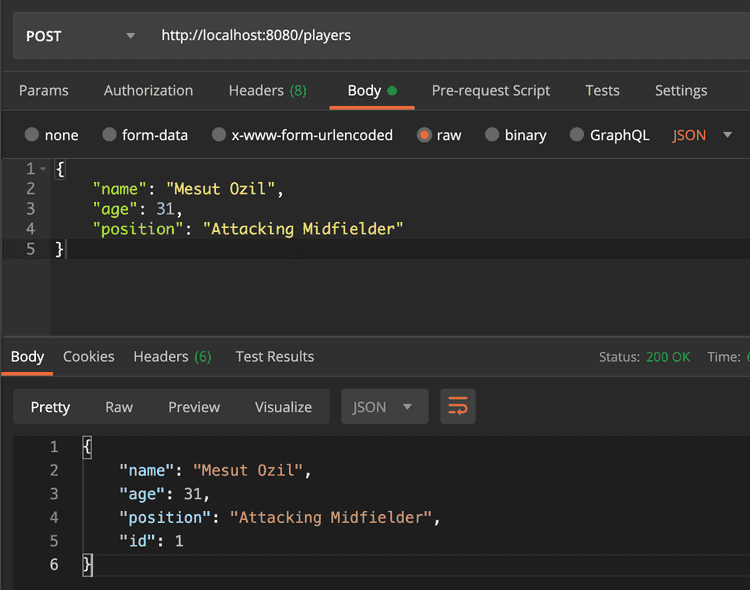 POST http://localhost:8080/players
Params Authorization Headers (8) Body Pre-request Script Tests Settings
none form-data x-www-form-urlencoded raw binary GraphQL JSON
1 {
2 "name": "Mesut Ozil",
3 "age": 31,
4 "position": "Attacking Midfielder"
5 }
Body Cookies Headers (6) Test Results Status: 200 OK Time:
Pretty Raw Preview Visualize JSON
1 {
2 "name": "Mesut Ozil",
3 "age": 31,
4 "position": "Attacking Midfielder",
5 "id": 1
6 }